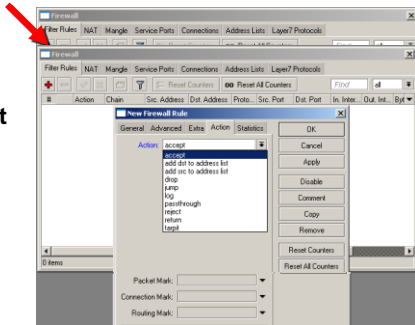 Firewall
Filter Rules NAT Mangle Service Ports Connections Address Lists Layer7 Protocols
Firewall
Filter Rules NAT Mangle Service Ports Connections Address Lists Layer7 Protocols
Reset Counters 00 Reset All Counters Find all
# Action Chain Src. Address Dst. Address Proto... Src. Port Dst. Port In. Inter... Out. Int... Byt
t
New Firewall Rule
General Advanced Extra Action Statistics
OK
Action: accept
Cancel
accept
add dst to address list
Apply
add src to address list
drop
Disable
jump
log
Comment
passthrough
reject
Copy
return
tarpit
Remove
Reset Counters
0 items
Reset All Counters
Packet Mark:
Connection Mark:
Routing Mark: